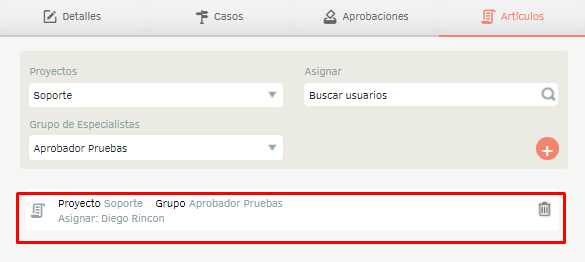 Detalles Casos Aprobaciones Artículos
Proyectos Asignar
Soporte Buscar usuarios
Grupo de Especialistas
Aprobador Pruebas
Proyecto Soporte Grupo Aprobador Pruebas
Asignar: Diego Rincon